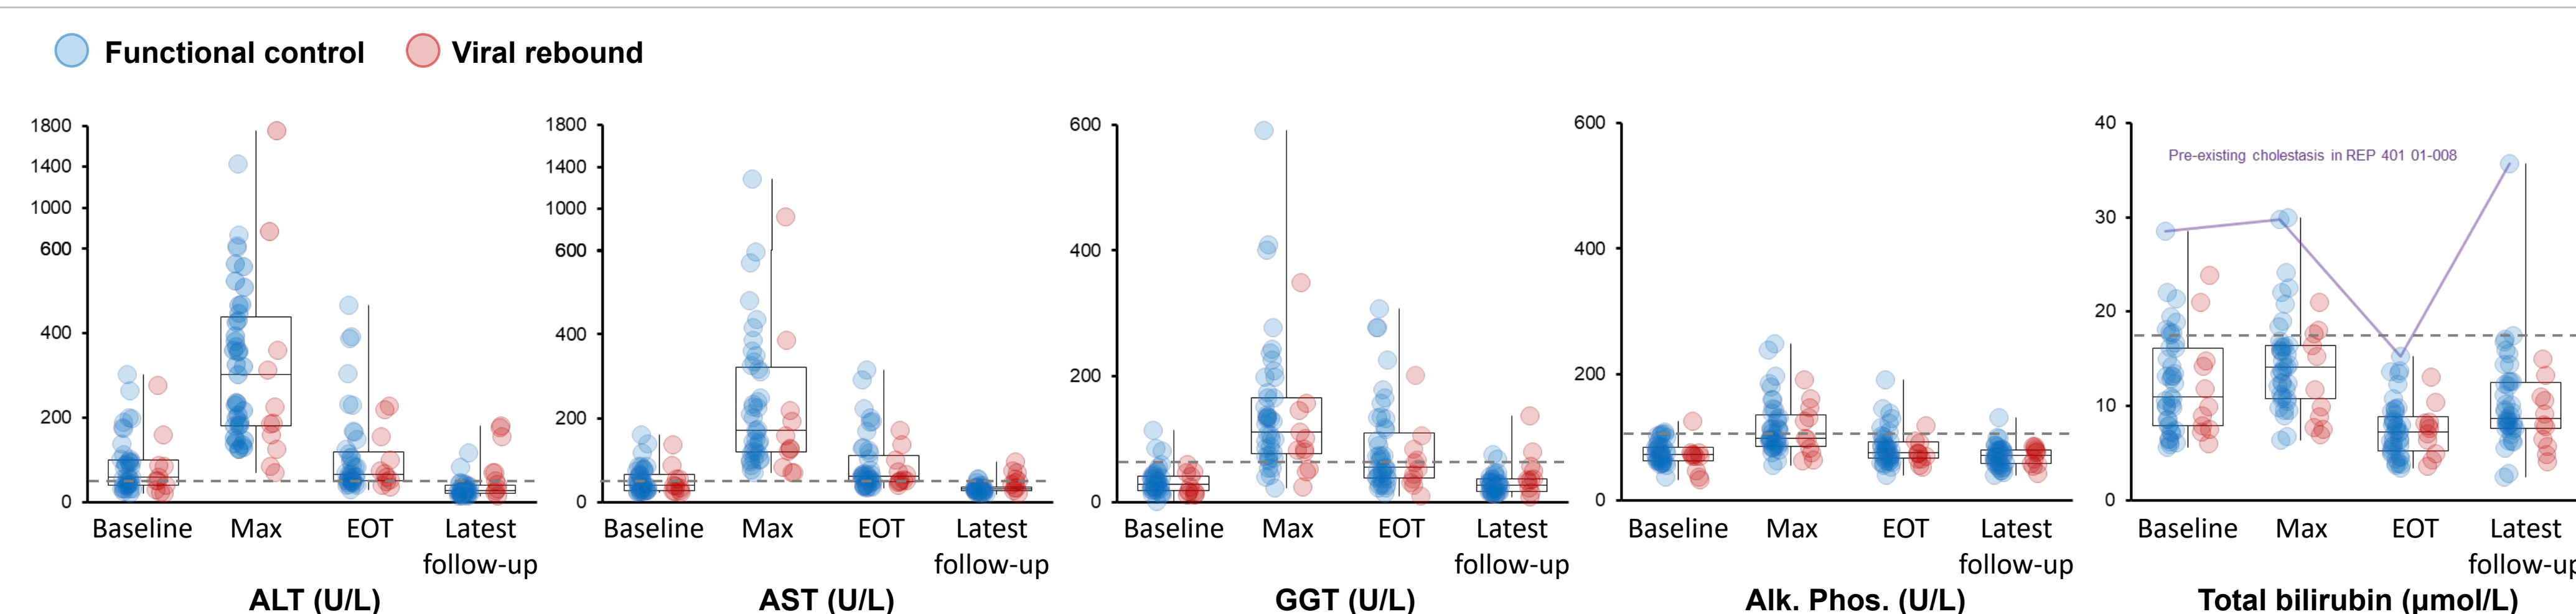 Functional control Viral rebound
1800
1400
1000
600
400
200
0
Baseline Max EOT Latest follow-up
ALT (U/L)
1800
1400
1000
600
400
200
0
Baseline Max EOT Latest follow-up
AST (U/L)
600
400
200
0
Baseline Max EOT Latest follow-up
GGT (U/L)
600
400
200
0
Baseline Max EOT Latest follow-up
Alk. Phos. (U/L)
40
30
20
10
0
Pre-existing cholestasis in REP 401 01-008
Baseline Max EOT Latest follow-up
Total bilirubin (µmol/L)